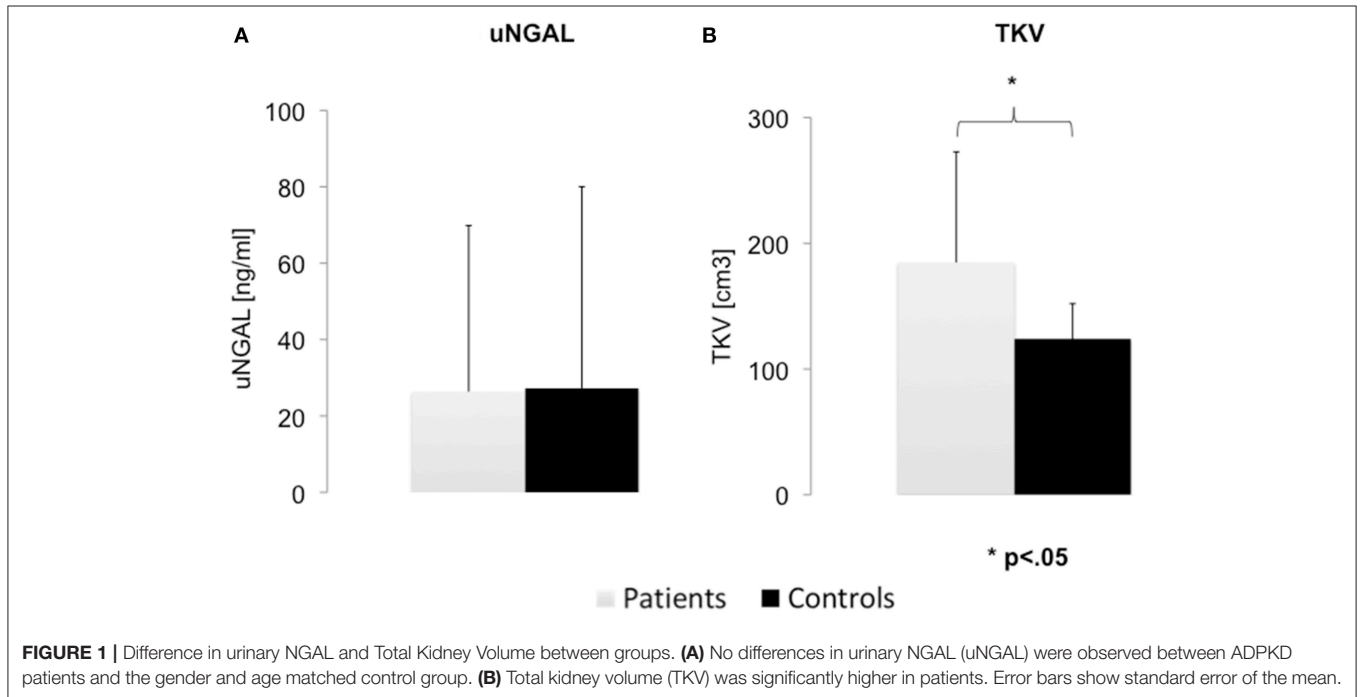 A uNGAL
100
80
60
40
20
0
uNGAL [ng/ml]
B TKV
*
300
200
100
0
TKV [cm3]
* p<.05
Patients Controls
FIGURE 1 | Difference in urinary NGAL and Total Kidney Volume between groups. (A) No differences in urinary NGAL (uNGAL) were observed between ADPKD
patients and the gender and age matched control group. (B) Total kidney volume (TKV) was significantly higher in patients. Error bars show standard error of the mean.